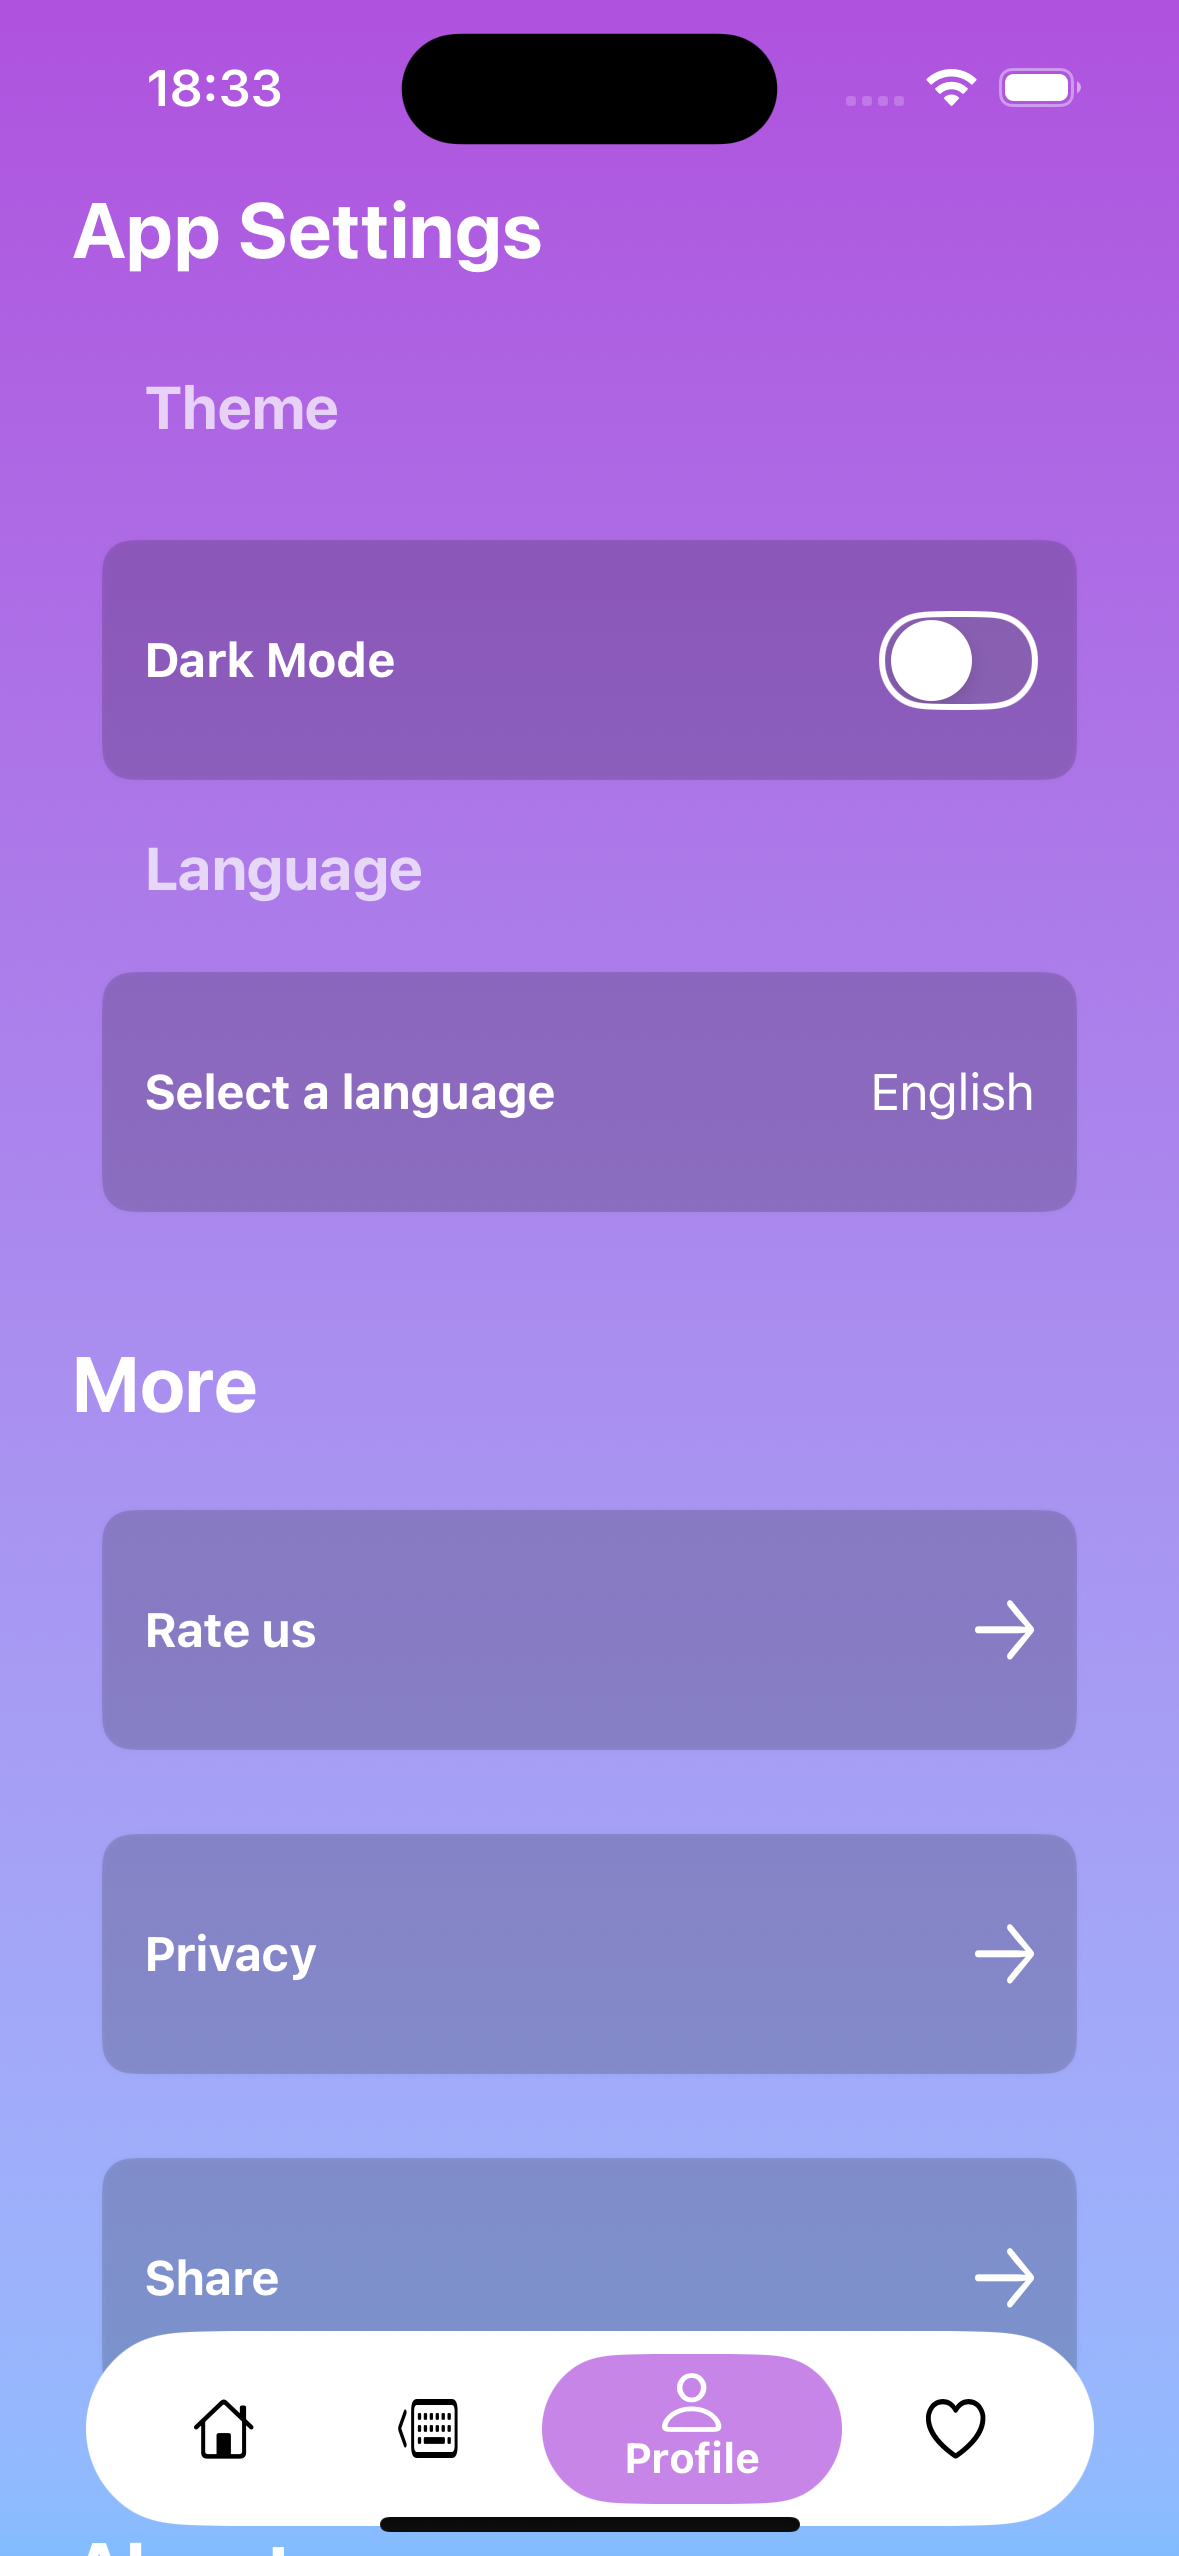 18:33
App Settings
Theme
Dark Mode
Language
Select a language
English
More
Rate us
Privacy
Share
Profile